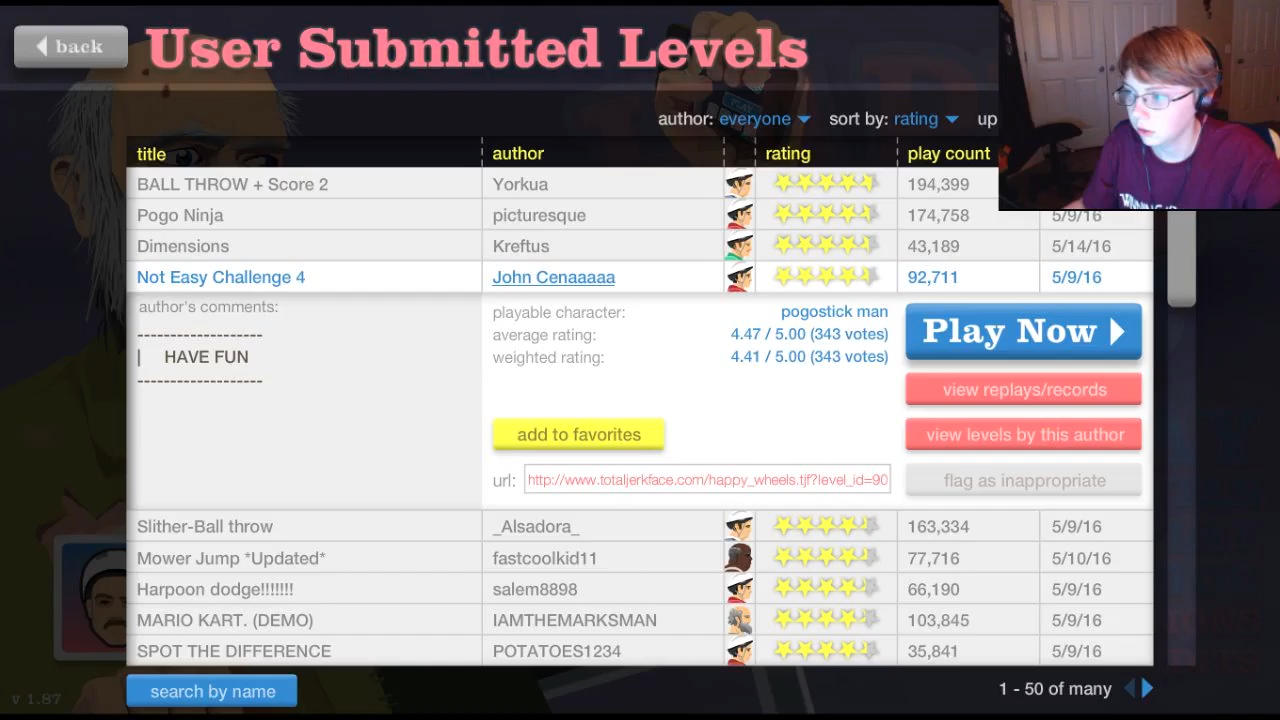 back
User Submitted Levels
author: everyone sort by: rating up
title author rating play count
BALL THROW + Score 2 Yorkua 194,399
Pogo Ninja picturesque 174,758 5/9/16
Dimensions Kreftus 43,189 5/14/16
Not Easy Challenge 4 John Cenaaaaa 92,711 5/9/16
author's comments:
-------------------
| HAVE FUN
-------------------
playable character: pogostick man
average rating: 4.47 / 5.00 (343 votes)
weighted rating: 4.41 / 5.00 (343 votes)
Play Now
view replays/records
add to favorites
view levels by this author
url: http://www.totaljerkface.com/happy_wheels.tjf?level_id=90
flag as inappropriate
Slither-Ball throw _Alsadora_ 163,334 5/9/16
Mower Jump *Updated* fastcoolkid11 77,716 5/10/16
Harpoon dodge!!!!!!! salem8898 66,190 5/9/16
MARIO KART. (DEMO) IAMTHEMARKSMAN 103,845 5/9/16
SPOT THE DIFFERENCE POTATOES1234 35,841 5/9/16
search by name
1 - 50 of many
v 1.87